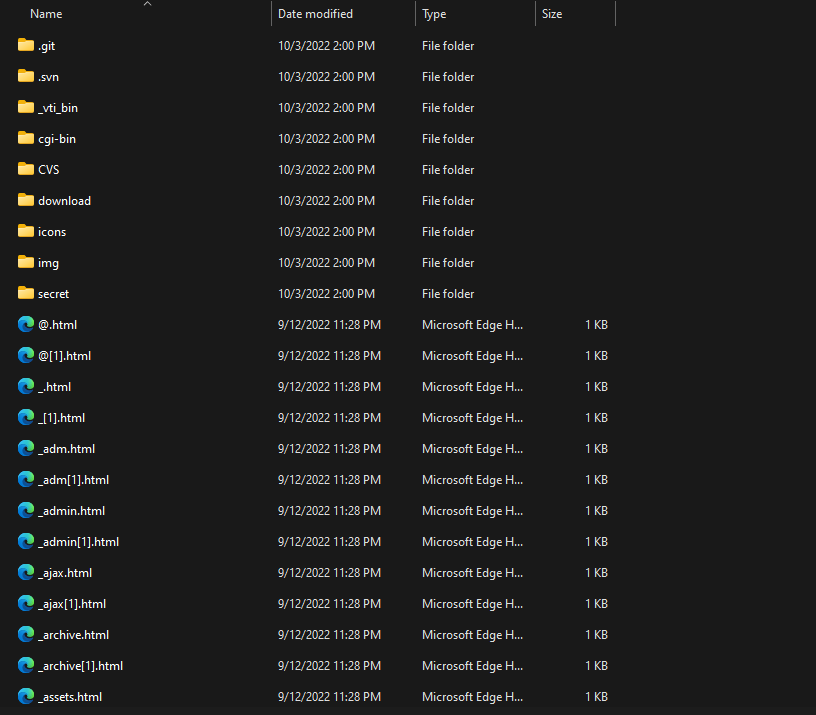 Name Date modified Type Size
.git 10/3/2022 2:00 PM File folder
.svn 10/3/2022 2:00 PM File folder
_vti_bin 10/3/2022 2:00 PM File folder
cgi-bin 10/3/2022 2:00 PM File folder
CVS 10/3/2022 2:00 PM File folder
download 10/3/2022 2:00 PM File folder
icons 10/3/2022 2:00 PM File folder
img 10/3/2022 2:00 PM File folder
secret 10/3/2022 2:00 PM File folder
@.html 9/12/2022 11:28 PM Microsoft Edge H... 1 KB
@[1].html 9/12/2022 11:28 PM Microsoft Edge H... 1 KB
_.html 9/12/2022 11:28 PM Microsoft Edge H... 1 KB
_[1].html 9/12/2022 11:28 PM Microsoft Edge H... 1 KB
_adm.html 9/12/2022 11:28 PM Microsoft Edge H... 1 KB
_adm[1].html 9/12/2022 11:28 PM Microsoft Edge H... 1 KB
_admin.html 9/12/2022 11:28 PM Microsoft Edge H... 1 KB
_admin[1].html 9/12/2022 11:28 PM Microsoft Edge H... 1 KB
_ajax.html 9/12/2022 11:28 PM Microsoft Edge H... 1 KB
_ajax[1].html 9/12/2022 11:28 PM Microsoft Edge H... 1 KB
_archive.html 9/12/2022 11:28 PM Microsoft Edge H... 1 KB
_archive[1].html 9/12/2022 11:28 PM Microsoft Edge H... 1 KB
_assets.html 9/12/2022 11:28 PM Microsoft Edge H... 1 KB